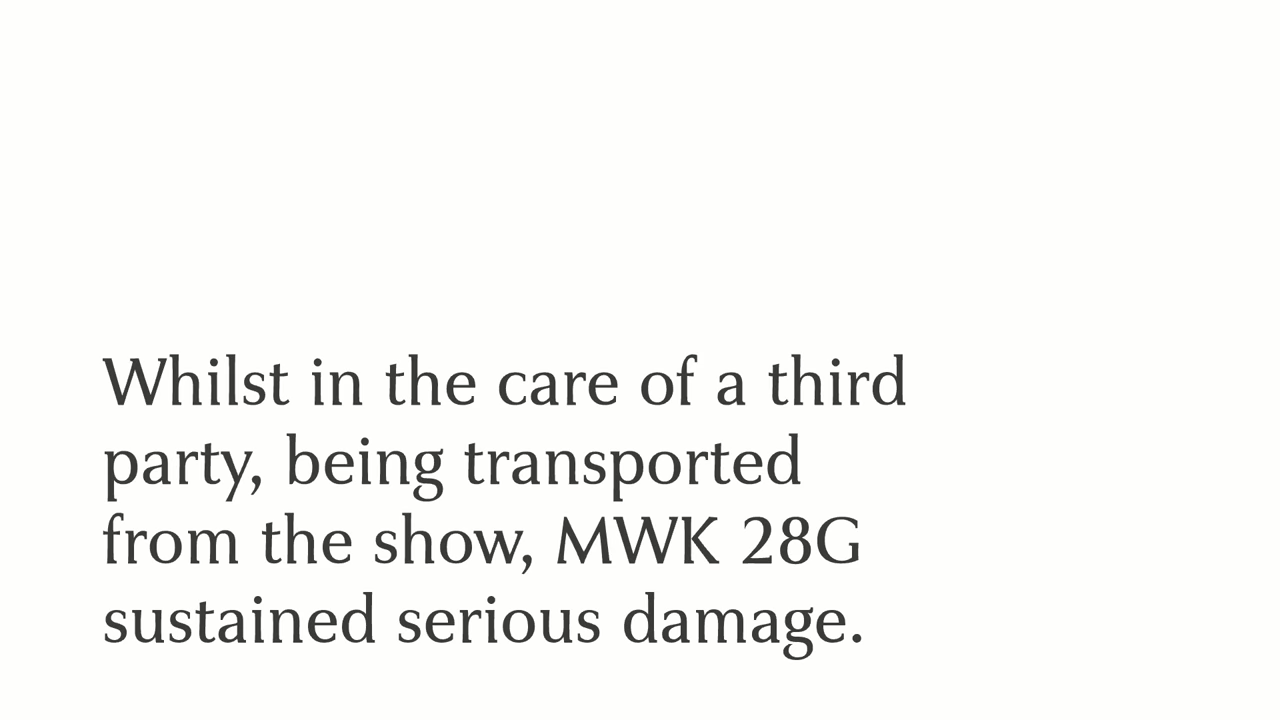 Whilst in the care of a third
party, being transported
from the show, MWK 28G
sustained serious damage.